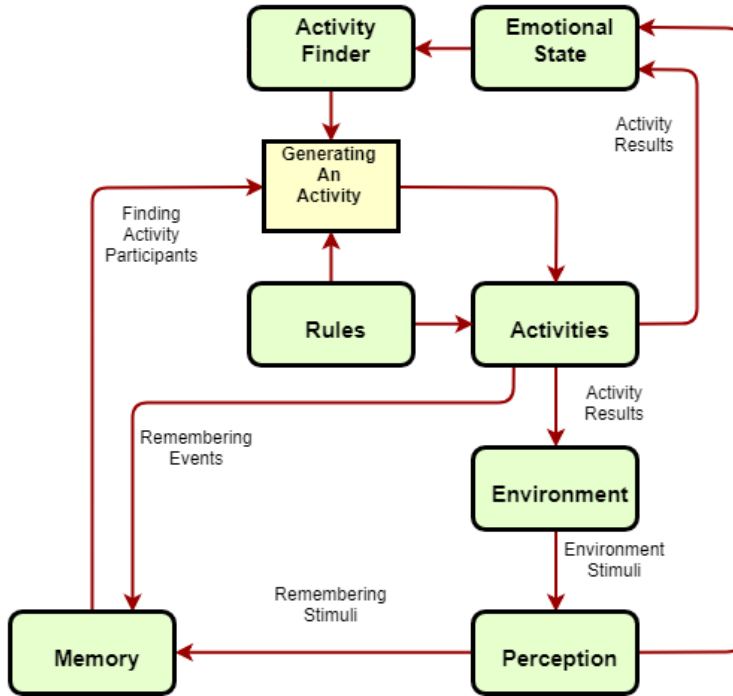 Activity
Finder
Emotional
State
Activity
Results
Generating
An
Activity
Finding
Activity
Participants
Rules
Activities
Activity
Results
Remembering
Events
Environment
Environment
Stimuli
Remembering
Stimuli
Memory
Perception